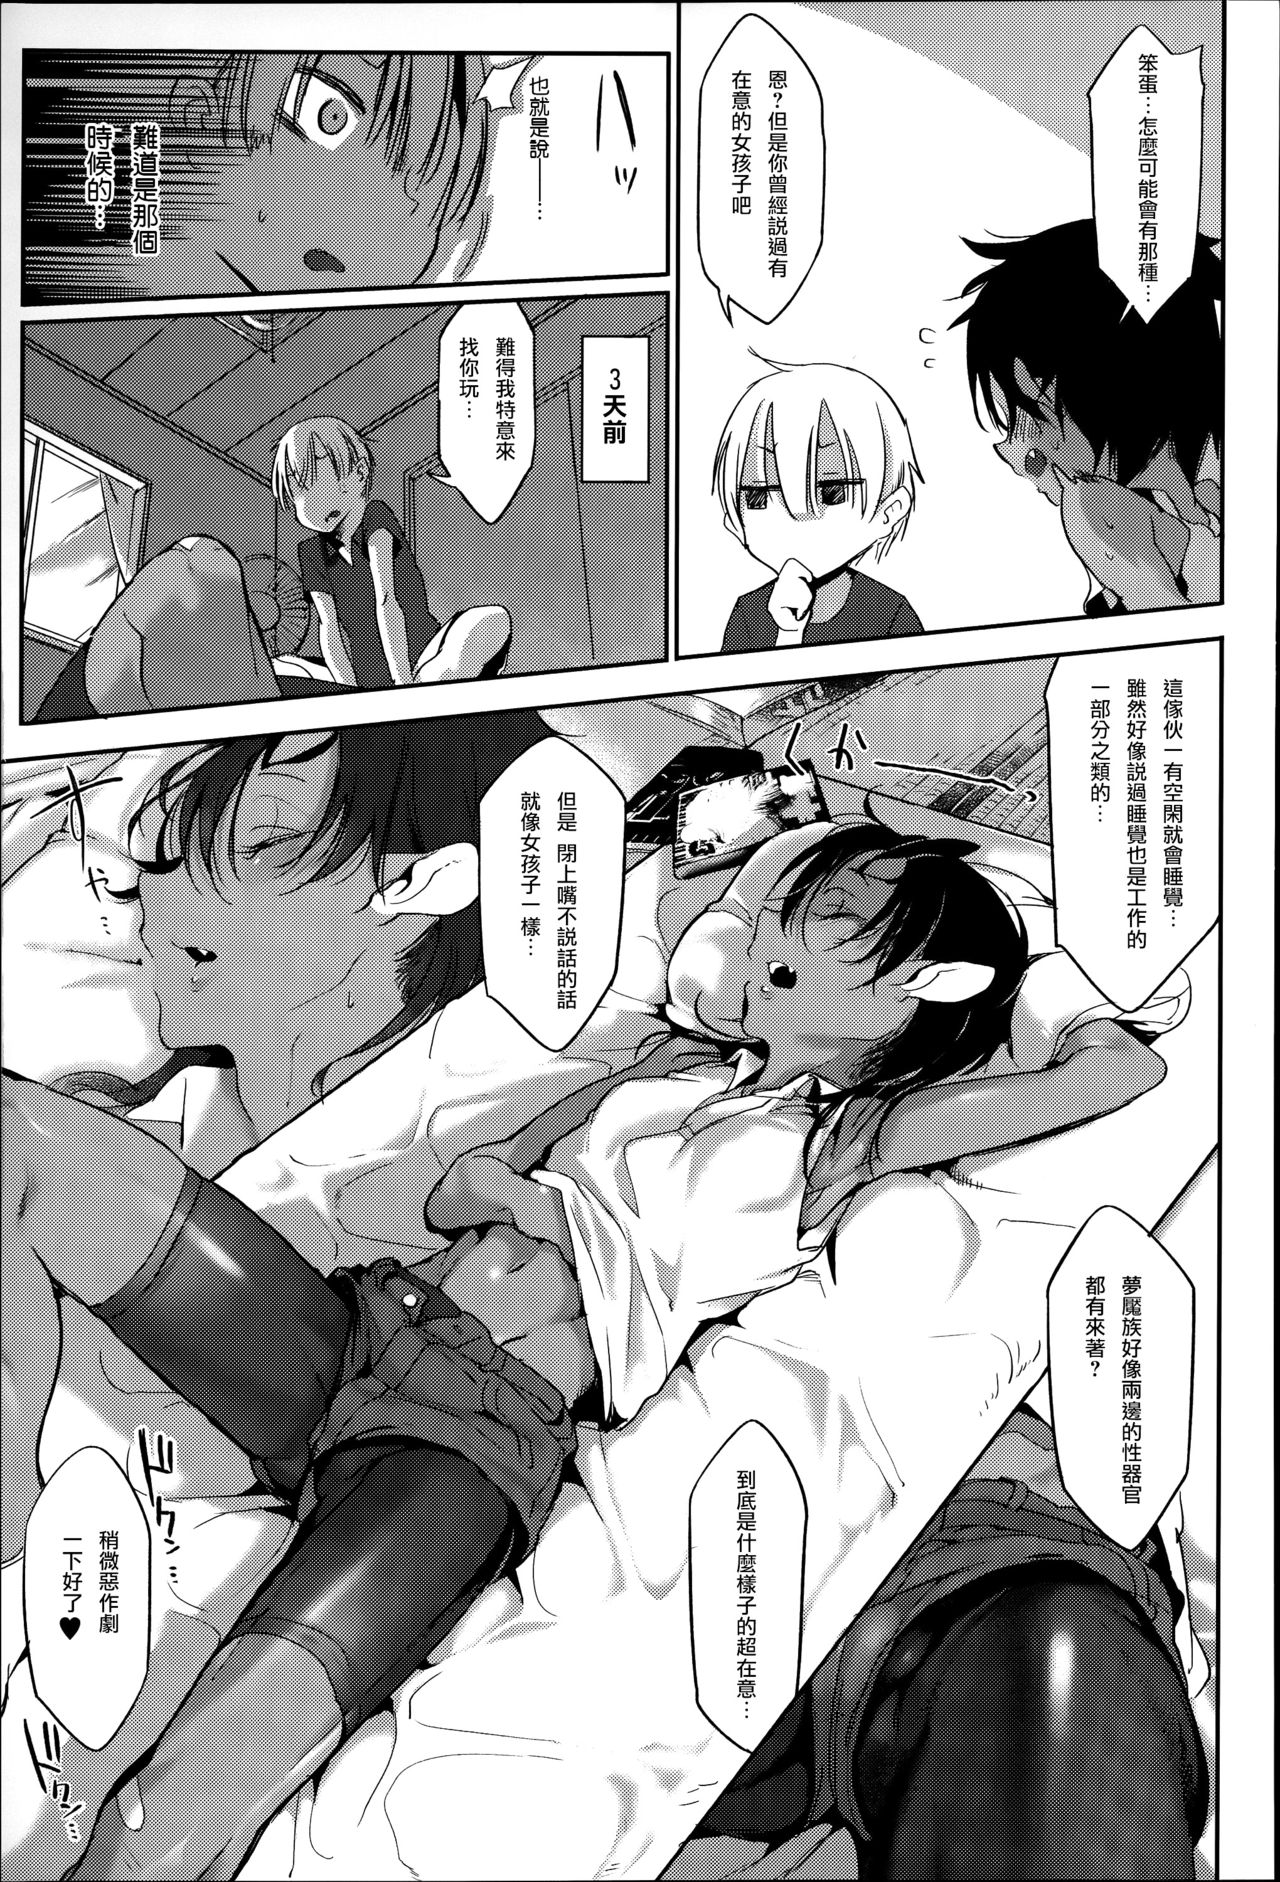 笨蛋…怎麼可能會有那種…
恩?但是你曾經説過有
在意的女孩子吧
也就是說———…
難道是那個
時候的…
3天前
難得我特意來
找你玩…
這傢伙一有空閑就會睡覺…
雖然好像説過睡覺也是工作的
一部分之類的…
くかー
但是 閉上嘴不說話的話
就像女孩子一樣…
すや
夢魘族好像兩邊的性器官
都有來著?
到底是什麼樣子的超在意…
ドクン
稍微惡作劇
一下好了♥
ドクン